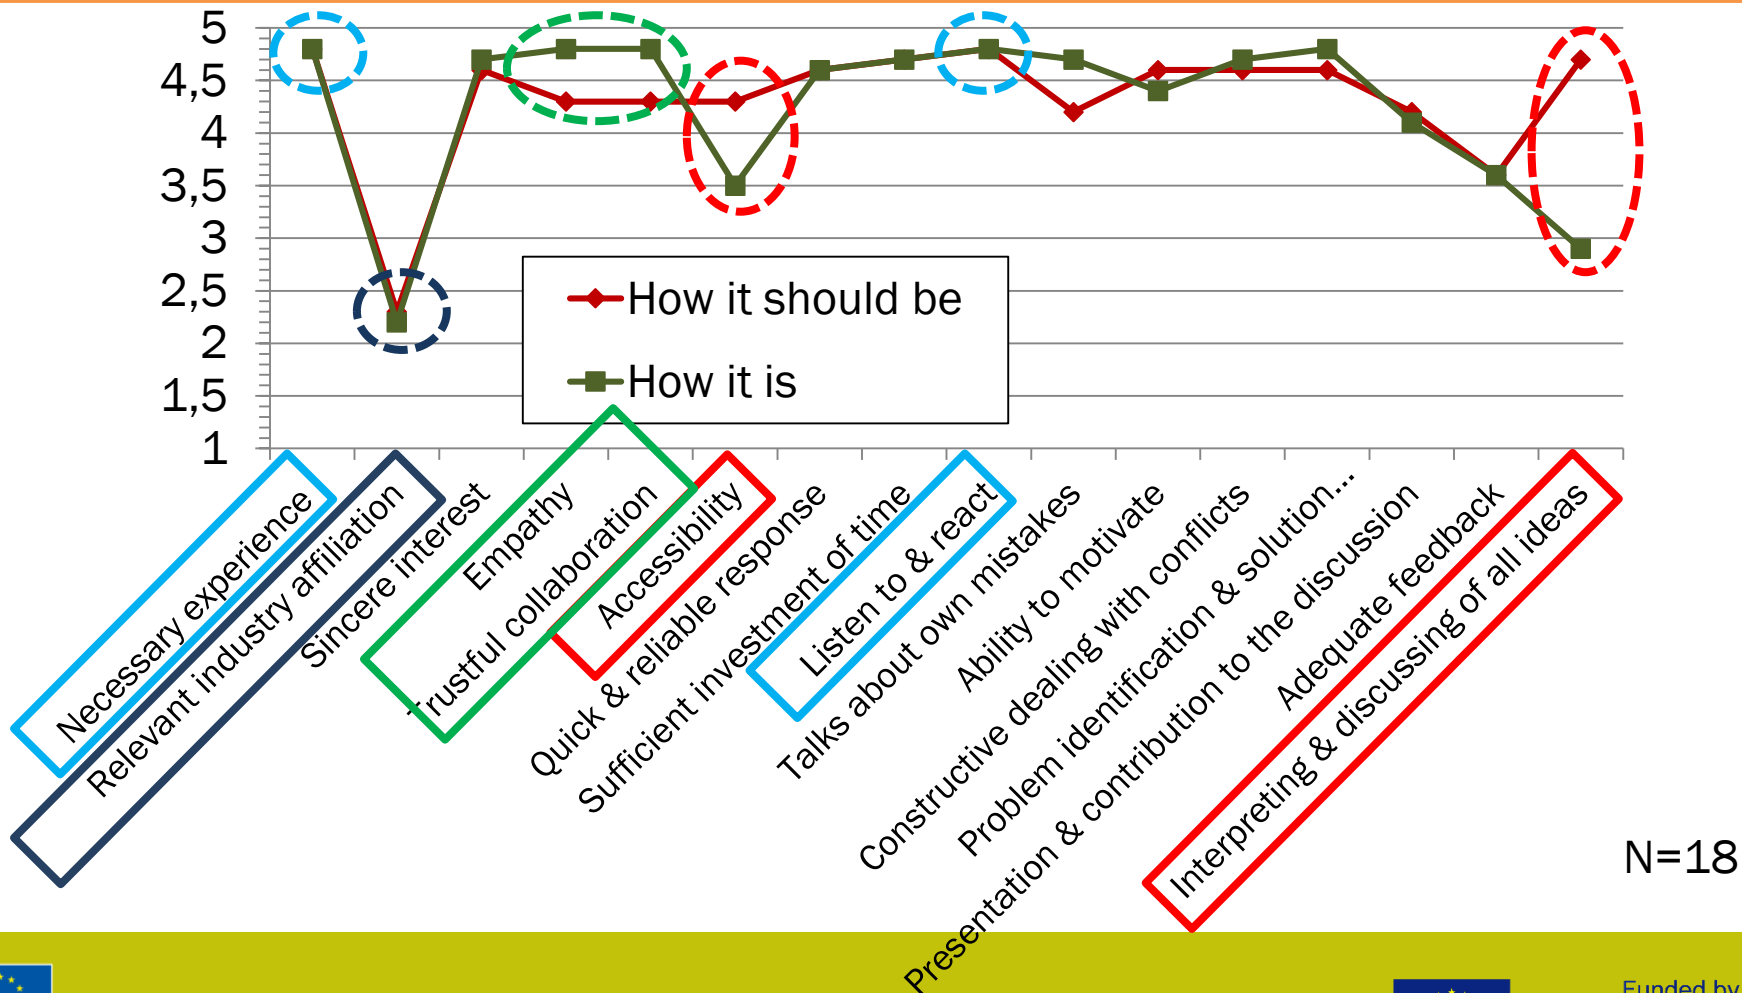 5
4,5
4
3,5
3
2,5
2
1,5
1
How it should be
How it is
Necessary experience
Relevant industry affiliation
Sincere interest
Empathy
Trustful collaboration
Accessibility
Quick & reliable response
Sufficient investment of time
Listen to & react
Talks about own mistakes
Ability to motivate
Constructive dealing with conflicts
Problem identification & solution…
Presentation & contribution to the discussion
Adequate feedback
Interpreting & discussing of all ideas
N=18
Funded by